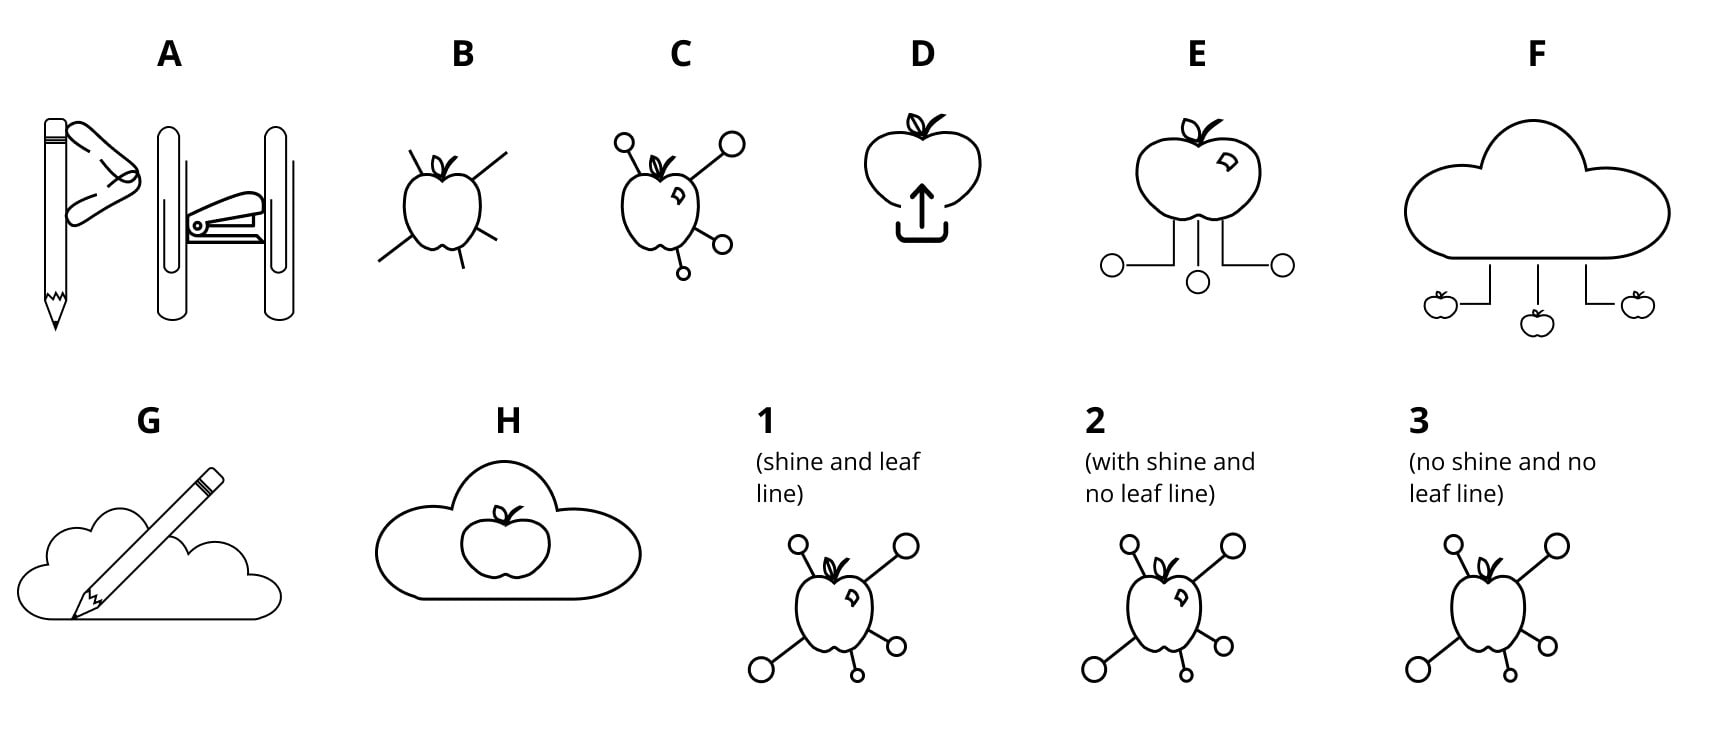 A
B
C
D
E
F
G
H
1
(shine and leaf
line)
2
(with shine and
no leaf line)
3
(no shine and no
leaf line)